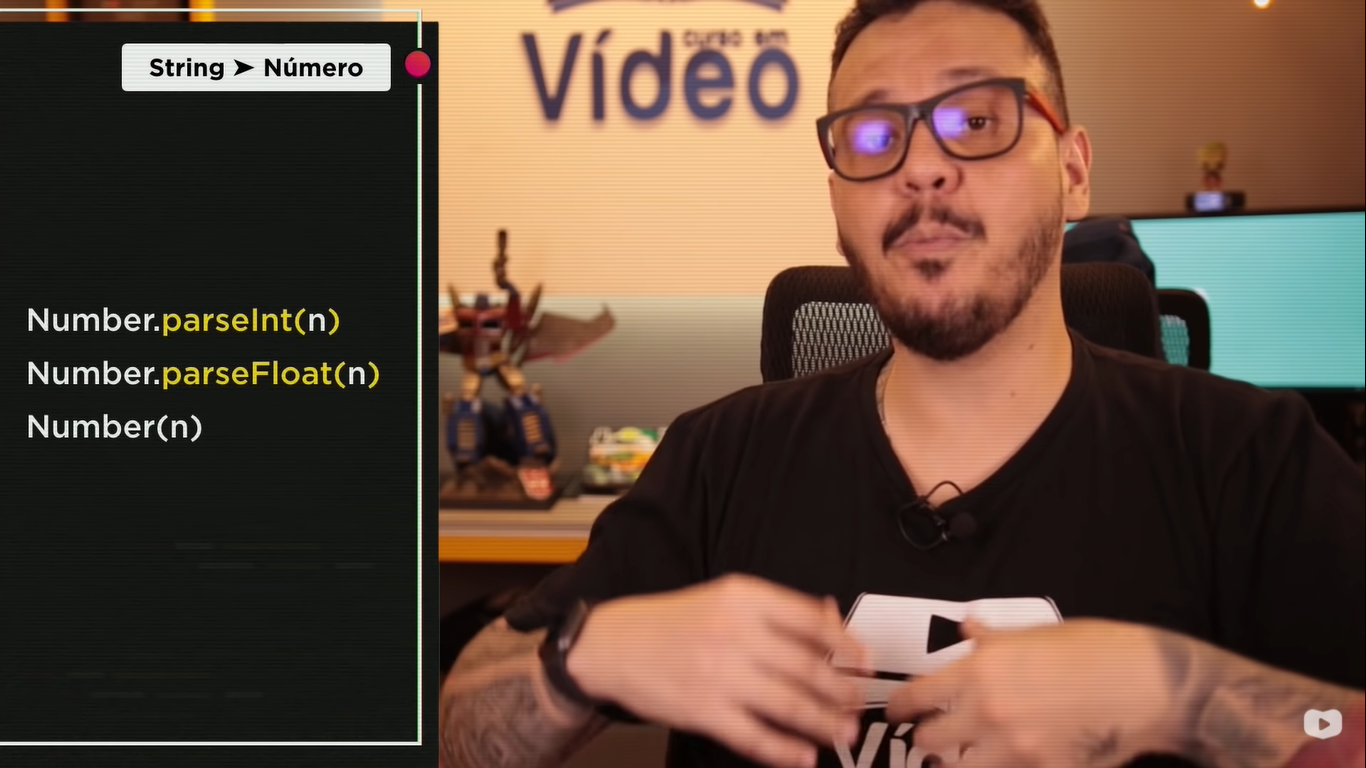 String ➤ Número
Number.parseInt(n)
Number.parseFloat(n)
Number(n)
curso em
Vídeo